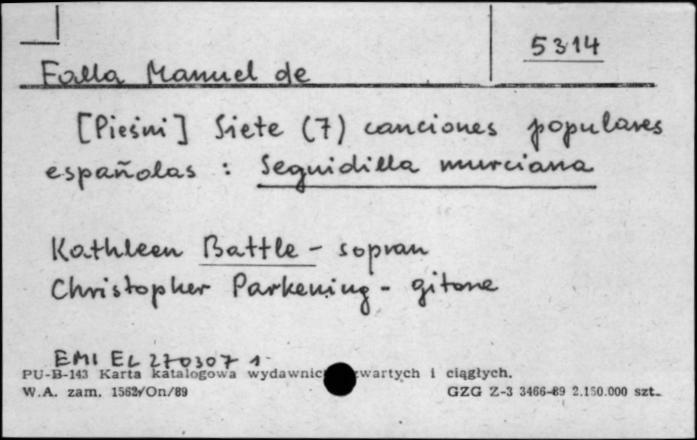 5314
Falla Manuel de
[Pieśni] Siete (7) canciones populares
españolas : Seguidilla murciana
Kathleen Battle - sopran
Christopher Parkening - gitara
EMI EL 270307 1
PU-B-143 Karta katalogowa wydawnic zwartych i ciągłych.
W.A. zam. 1562/On/89 GZG Z-3 3466-89 2.150.000 szt.